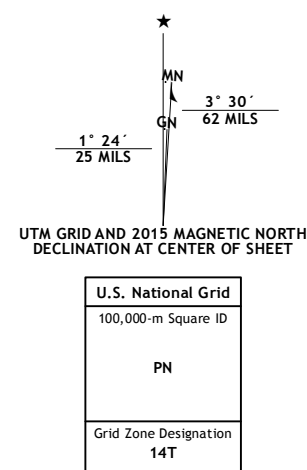 ★
MN
3° 30´
62 MILS
GN
1° 24´
25 MILS
UTM GRID AND 2015 MAGNETIC NORTH
DECLINATION AT CENTER OF SHEET
U.S. National Grid
100,000-m Square ID
PN
Grid Zone Designation
14T